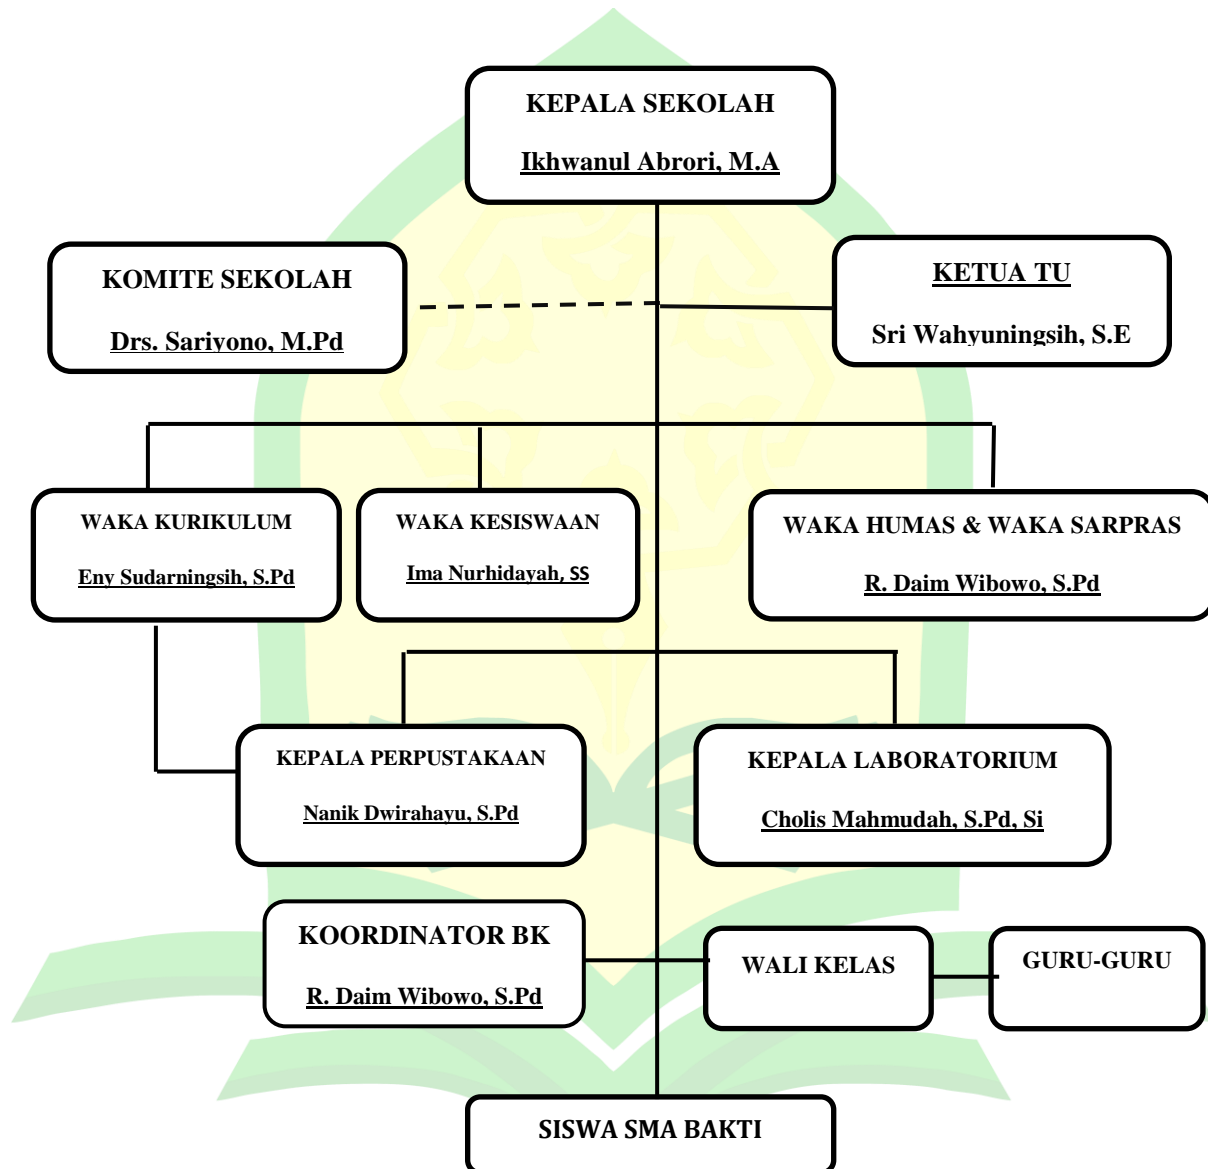 KEPALA SEKOLAH
Ikhwanul Abrori, M.A
KOMITE SEKOLAH
Drs. Sariyono, M.Pd
KETUA TU
Sri Wahyuningsih, S.E
WAKA KURIKULUM
Eny Sudarningsih, S.Pd
WAKA KESISWAAN
Ima Nurhidayah, SS
WAKA HUMAS & WAKA SARPRAS
R. Daim Wibowo, S.Pd
KEPALA PERPUSTAKAAN
Nanik Dwirahayu, S.Pd
KEPALA LABORATORIUM
Cholis Mahmudah, S.Pd, Si
KOORDINATOR BK
R. Daim Wibowo, S.Pd
WALI KELAS
GURU-GURU
SISWA SMA BAKTI